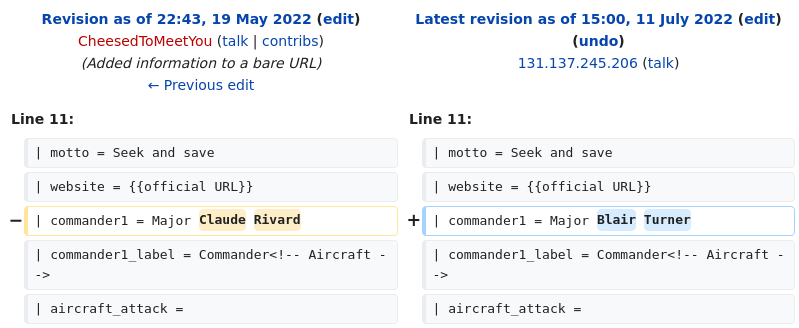 Revision as of 22:43, 19 May 2022 (edit)
CheesedToMeetYou (talk | contribs)
(Added information to a bare URL)
← Previous edit
Latest revision as of 15:00, 11 July 2022 (edit)
(undo)
131.137.245.206 (talk)
Line 11:
Line 11:
| motto = Seek and save
| motto = Seek and save
| website = {{official URL}}
| website = {{official URL}}
− | commander1 = Major Claude Rivard
+ | commander1 = Major Blair Turner
| commander1_label = Commander<!-- Aircraft -
->
| commander1_label = Commander<!-- Aircraft -
->
| aircraft_attack =
| aircraft_attack =